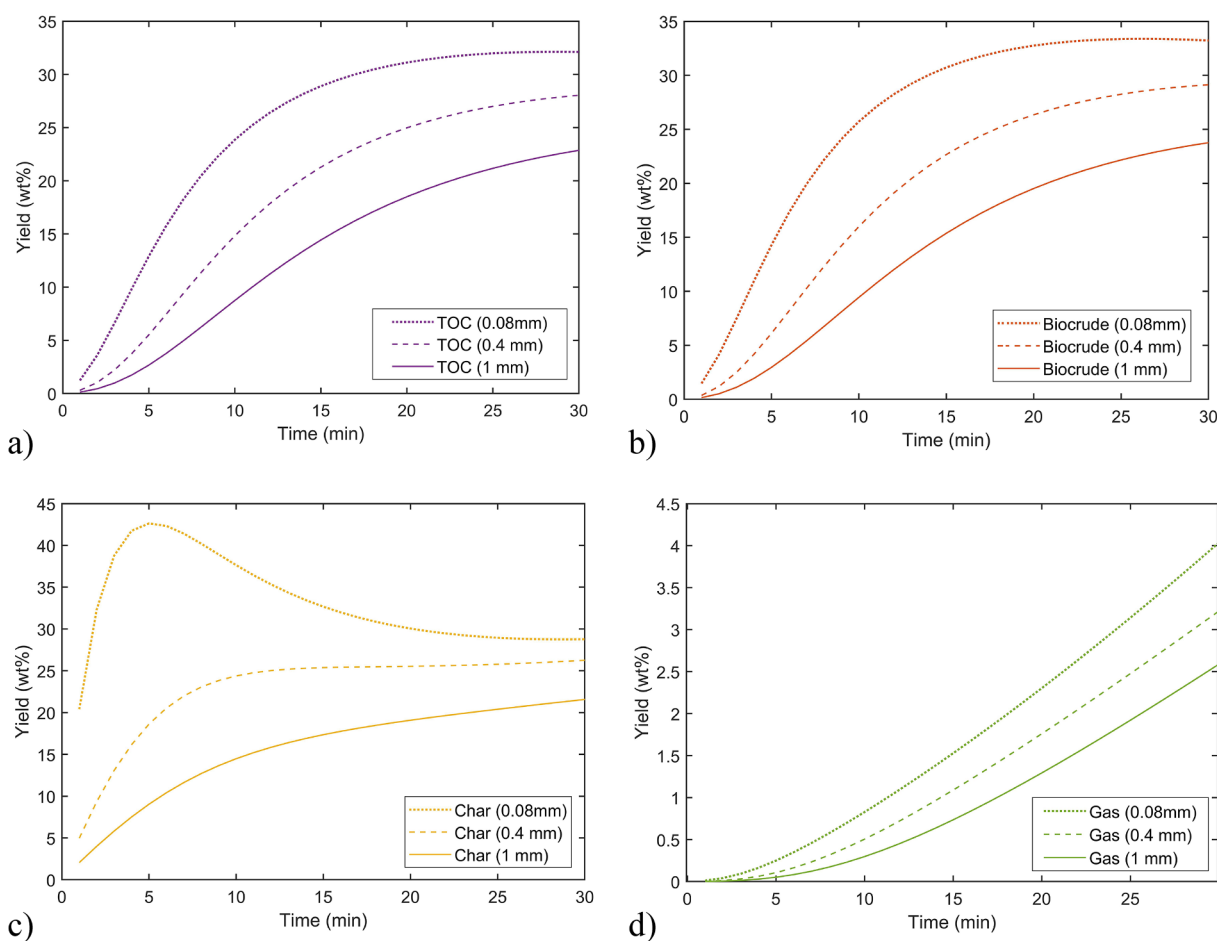 35
30
25
20
15
10
5
0
Yield (wt%)
TOC (0.08mm)
TOC (0.4 mm)
TOC (1 mm)
0 5 10 15 20 25 30
Time (min)
a)
35
30
25
20
15
10
5
0
Yield (wt%)
Biocrude (0.08mm)
Biocrude (0.4 mm)
Biocrude (1 mm)
0 5 10 15 20 25 30
Time (min)
b)
45
40
35
30
25
20
15
10
5
0
Yield (wt%)
Char (0.08mm)
Char (0.4 mm)
Char (1 mm)
0 5 10 15 20 25 30
Time (min)
c)
4.5
4
3.5
3
2.5
2
1.5
1
0.5
0
Yield (wt%)
Gas (0.08mm)
Gas (0.4 mm)
Gas (1 mm)
0 5 10 15 20 25
Time (min)
d)